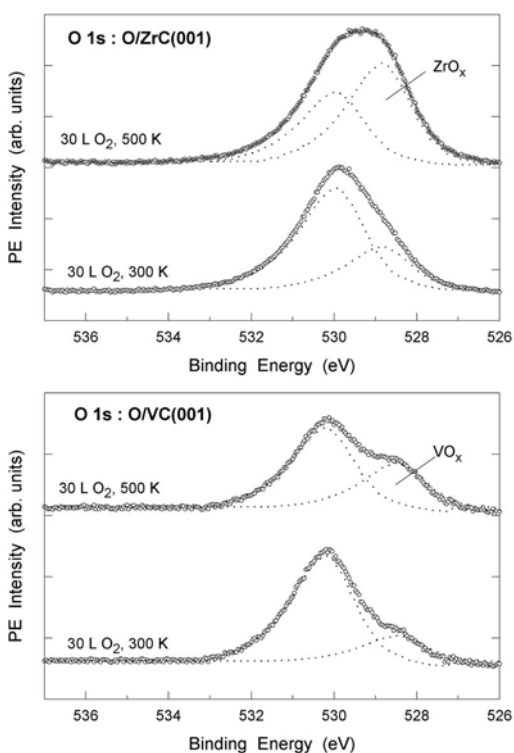 O 1s : O/ZrC(001)
ZrOx
30 L O2, 500 K
30 L O2, 300 K
PE Intensity (arb. units)
536 534 532 530 528 526
Binding Energy (eV)
O 1s : O/VC(001)
VOx
30 L O2, 500 K
30 L O2, 300 K
PE Intensity (arb. units)
536 534 532 530 528 526
Binding Energy (eV)